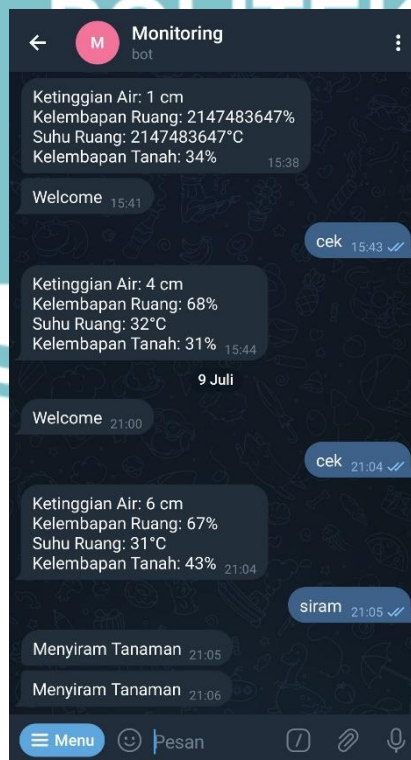 POLITEK
M
Monitoring
bot
Ketinggian Air: 1 cm
Kelembapan Ruang: 2147483647%
Suhu Ruang: 2147483647°C
Kelembapan Tanah: 34% 15:38
Welcome 15:41
cek 15:43
Ketinggian Air: 4 cm
Kelembapan Ruang: 68%
Suhu Ruang: 32°C
Kelembapan Tanah: 31% 15:44
9 Juli
Welcome 21:00
cek 21:04
Ketinggian Air: 6 cm
Kelembapan Ruang: 67%
Suhu Ruang: 31°C
Kelembapan Tanah: 43% 21:04
siram 21:05
Menyiram Tanaman 21:05
Menyiram Tanaman 21:06
Menu
Pesan